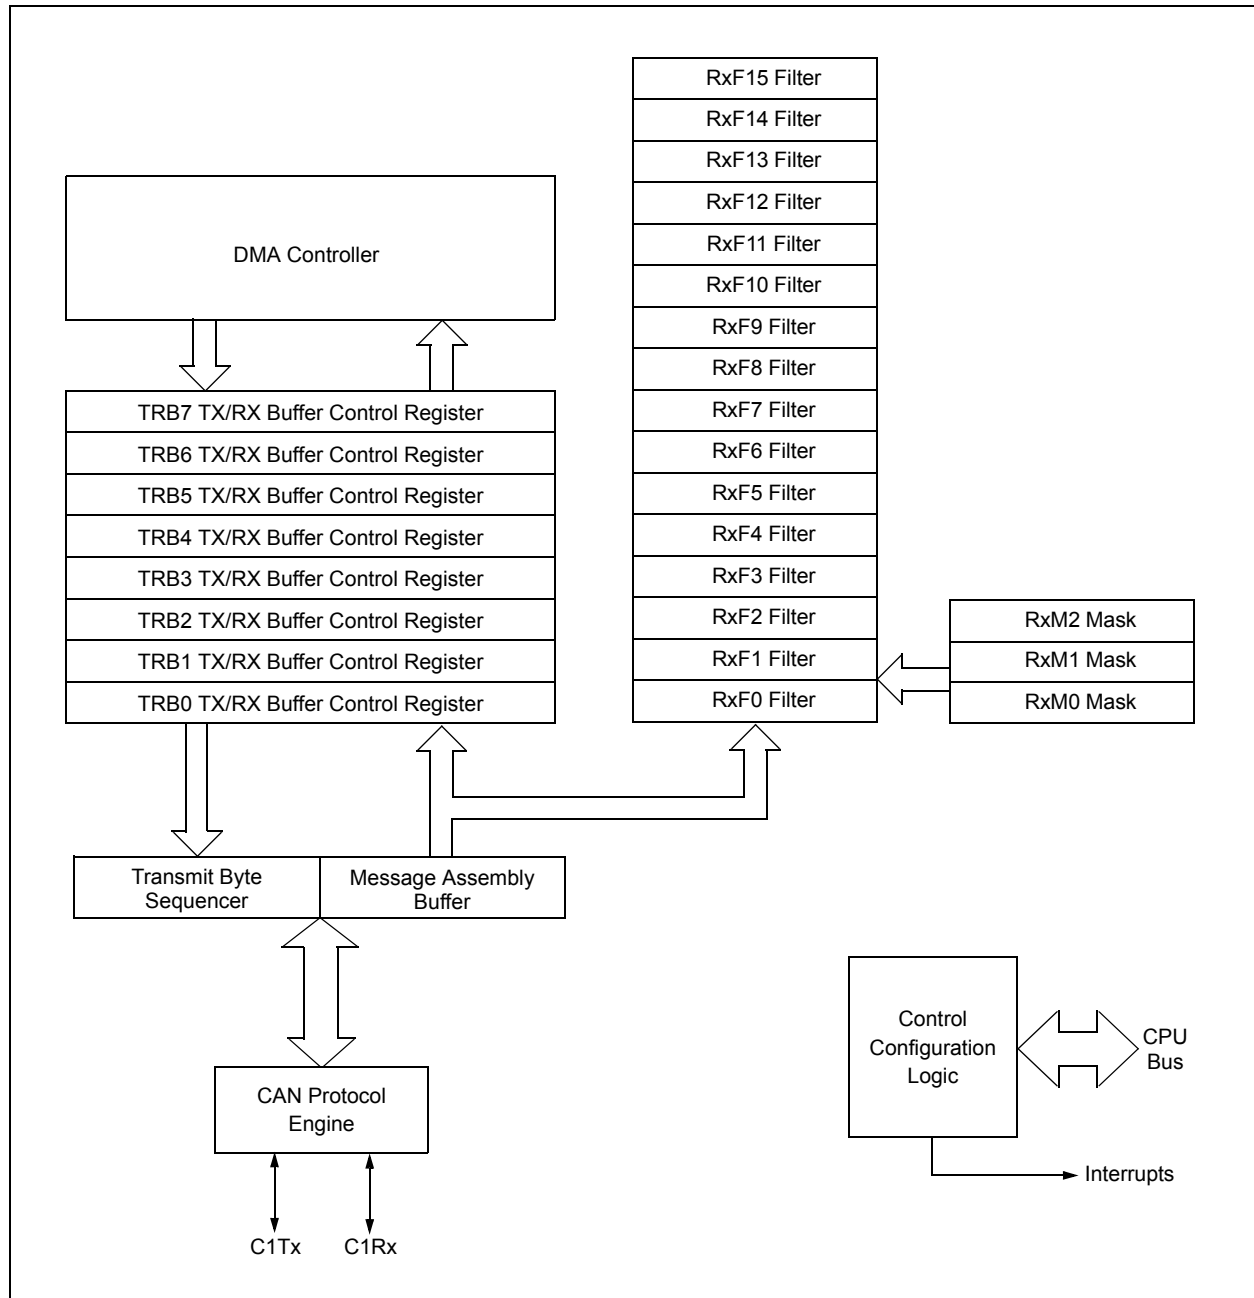 RxF15 Filter
RxF14 Filter
RxF13 Filter
RxF12 Filter
RxF11 Filter
RxF10 Filter
RxF9 Filter
RxF8 Filter
RxF7 Filter
RxF6 Filter
RxF5 Filter
RxF4 Filter
RxF3 Filter
RxF2 Filter
RxF1 Filter
RxF0 Filter
DMA Controller
TRB7 TX/RX Buffer Control Register
TRB6 TX/RX Buffer Control Register
TRB5 TX/RX Buffer Control Register
TRB4 TX/RX Buffer Control Register
TRB3 TX/RX Buffer Control Register
TRB2 TX/RX Buffer Control Register
TRB1 TX/RX Buffer Control Register
TRB0 TX/RX Buffer Control Register
RxM2 Mask
RxM1 Mask
RxM0 Mask
Transmit Byte
Sequencer
Message Assembly
Buffer
CAN Protocol
Engine
C1Tx
C1Rx
Control
Configuration
Logic
CPU
Bus
Interrupts